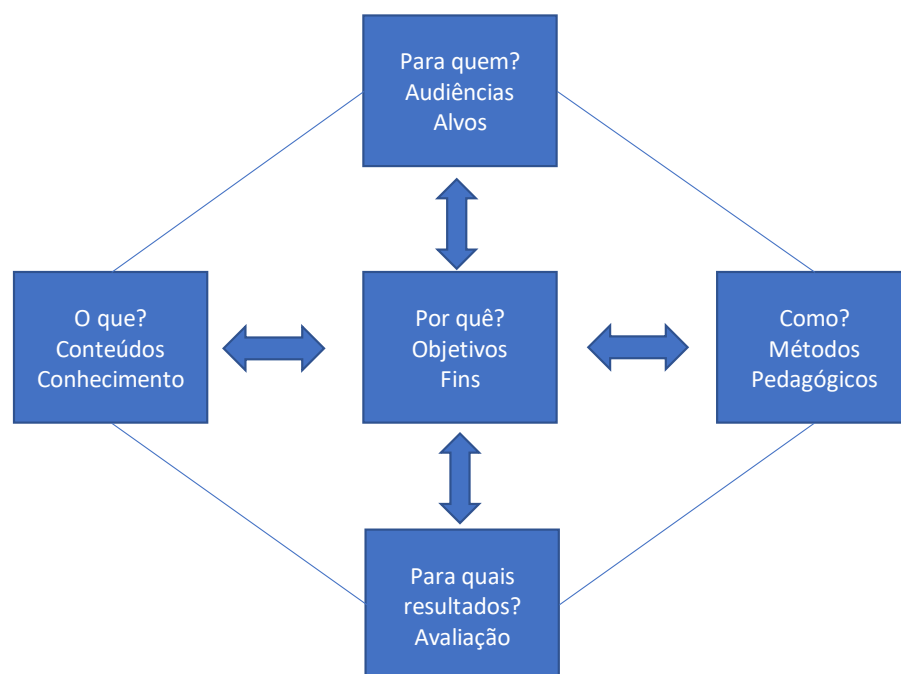 Para quem?
Audiências
Alvos
O que?
Conteúdos
Conhecimento
Por quê?
Objetivos
Fins
Como?
Métodos
Pedagógicos
Para quais
resultados?
Avaliação